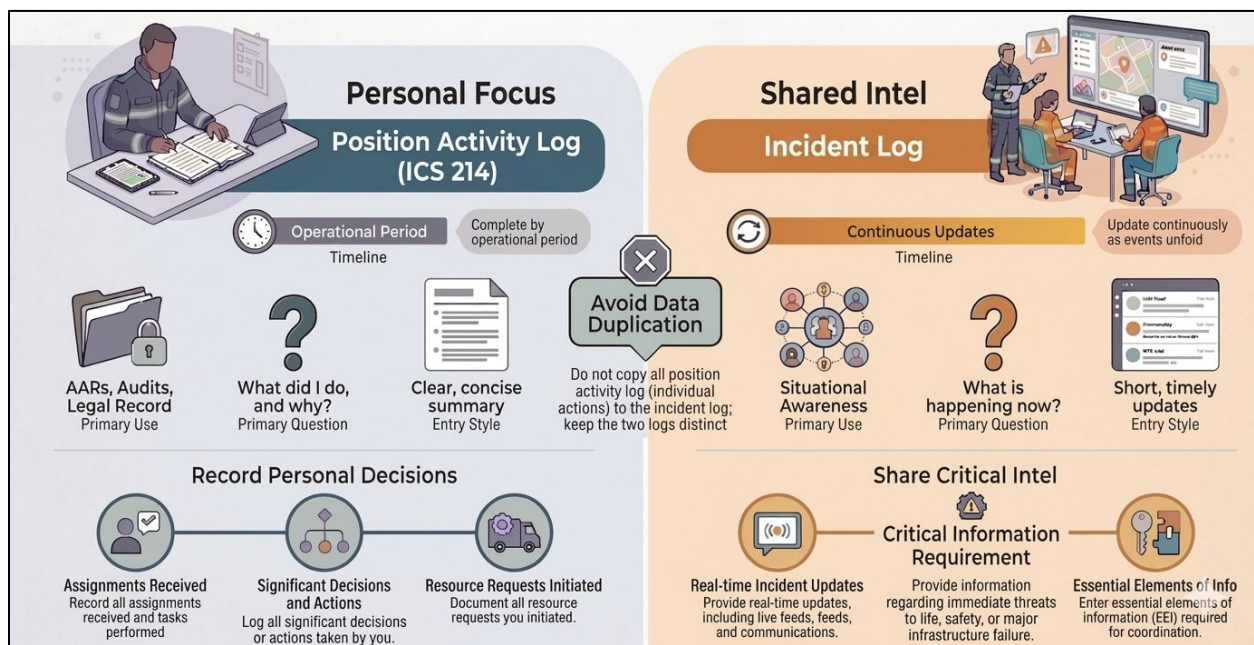 Personal Focus
Position Activity Log
(ICS 214)
Operational Period
Timeline
Complete by
operational period
AARs, Audits,
Legal Record
Primary Use
What did I do,
and why?
Primary Question
Clear, concise
summary
Entry Style
Record Personal Decisions
Assignments Received
Record all assignments
received and tasks
performed
Significant Decisions
and Actions
Log all significant decisions
or actions taken by you.
Resource Requests Initiated
Document all resource
requests you initiated.
Avoid Data
Duplication
Do not copy all position
activity log (individual
actions) to the incident log;
keep the two logs distinct
Shared Intel
Incident Log
Continuous Updates
Timeline
Update continuously
as events unfoid
Situational
Awareness
Primary Use
What is
happening now?
Primary Question
Short, timely
updates
Entry Style
Share Critical Intel
Real-time Incident Updates
Provide real-time updates,
including live feeds, feeds,
and communications.
Critical Information
Requirement
Provide information
regarding immediate threats
to life, safety, or major
infrastructure failure.
Essential Elements of Info
Enter essential elements of
information (EEI) required
for coordination.